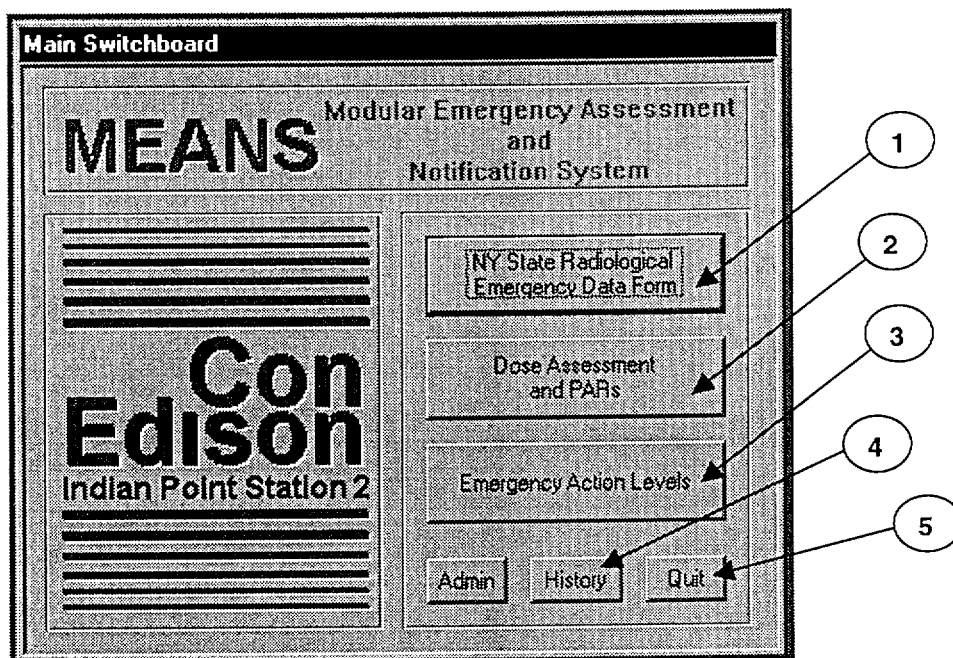 Main Switchboard
MEANS
Modular Emergency Assessment
and
Notification System
Con
Edison
Indian Point Station 2
NY State Radiological
Emergency Data Form
Dose Assessment
and PARs
Emergency Action Levels
Admin
History
Quit
1
2
3
4
5